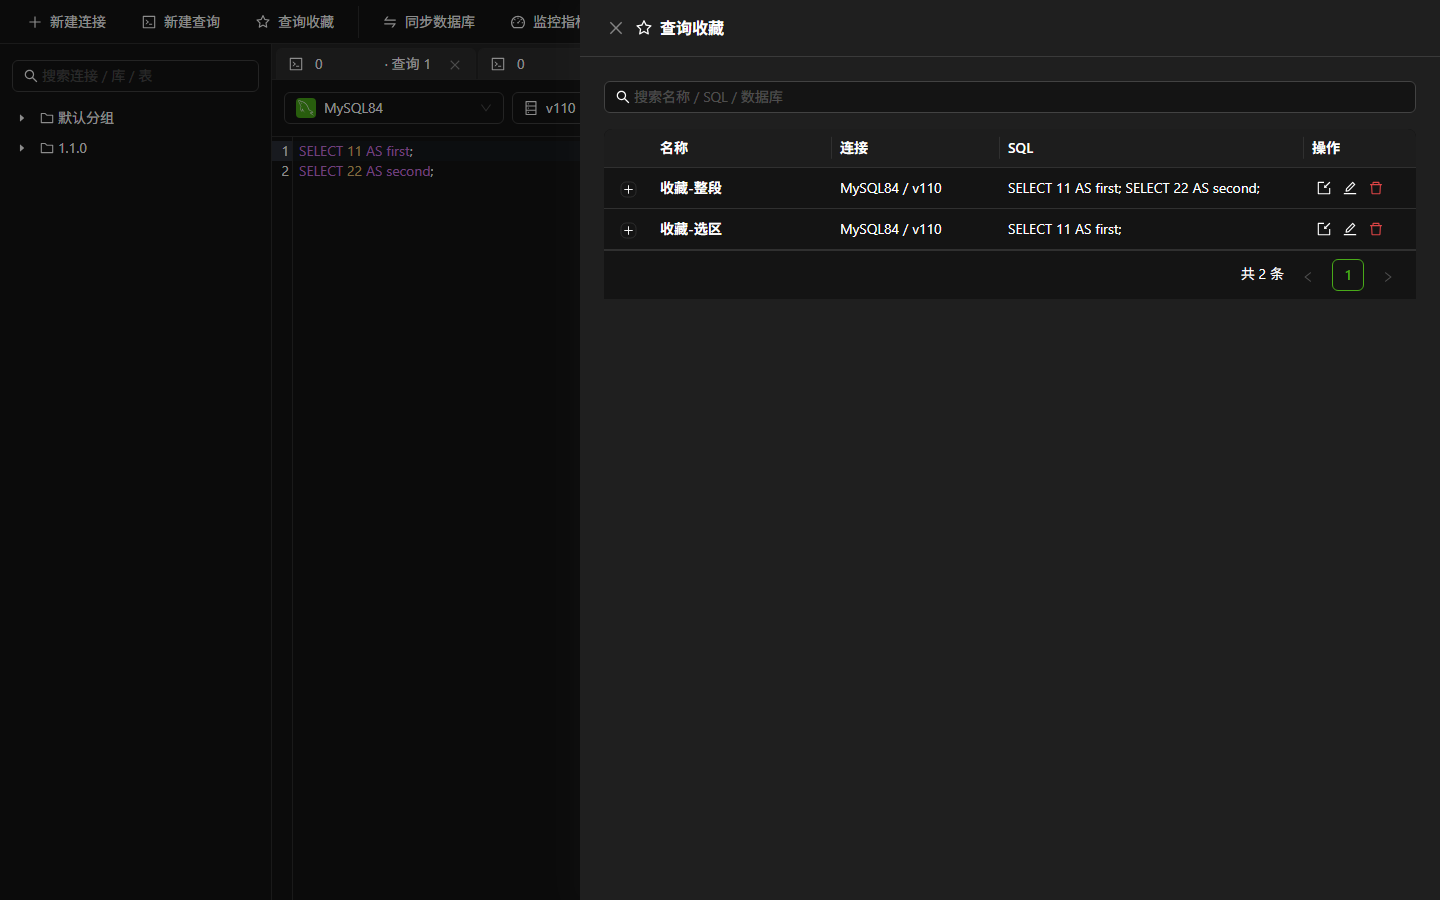 新建连接 新建查询 查询收藏 同步数据库 监控指
搜索连接 / 库 / 表
默认分组
1.1.0
0 · 查询 1 0
MySQL84 v110
1 SELECT 11 AS first;
2 SELECT 22 AS second;
查询收藏
搜索名称 / SQL / 数据库
名称 连接 SQL 操作
收藏-整段 MySQL84 / v110 SELECT 11 AS first; SELECT 22 AS second;
收藏-选区 MySQL84 / v110 SELECT 11 AS first;
共 2 条 1